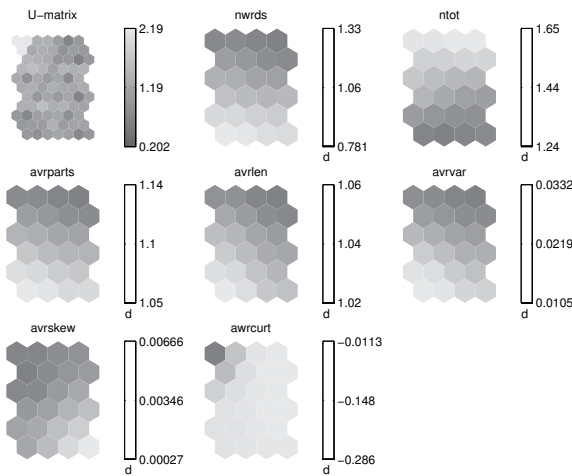 U-matrix
2.19
1.19
0.202
nwrds
1.33
1.06
0.781
d
ntot
1.65
1.44
1.24
d
avrparts
1.14
1.1
1.05
d
avrlen
1.06
1.04
1.02
d
avrvar
0.0332
0.0219
0.0105
d
avrskew
0.00666
0.00346
0.00027
d
awrcurt
−0.0113
−0.148
−0.286
d